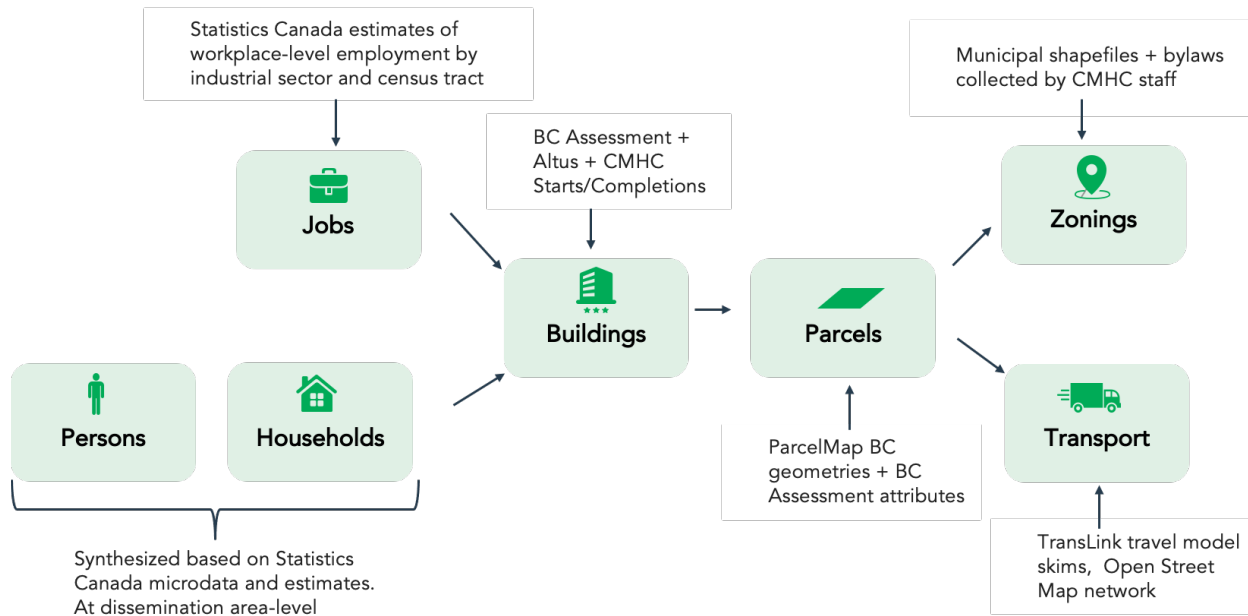 Statistics Canada estimates of
workplace-level employment by
industrial sector and census tract
Municipal shapefiles + bylaws
collected by CMHC staff
BC Assessment +
Altus + CMHC
Starts/Completions
Jobs
Zonings
Buildings
Parcels
Persons
Households
Transport
ParcelMap BC
geometries + BC
Assessment attributes
Synthesized based on Statistics
Canada microdata and estimates.
At dissemination area-level
TransLink travel model
skims, Open Street
Map network